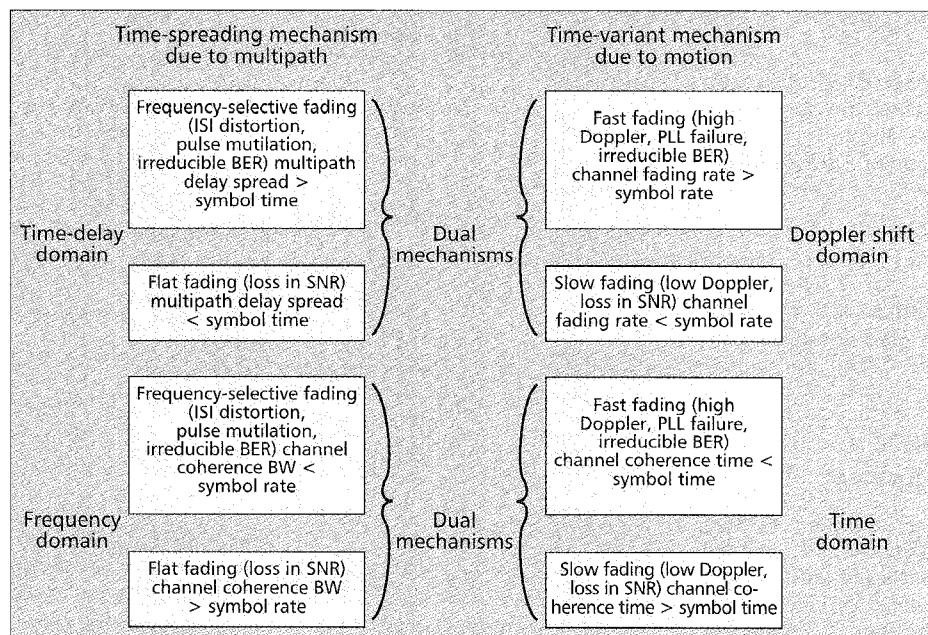 Time-spreading mechanism
due to multipath
Time-variant mechanism
due to motion
Frequency-selective fading
(ISI distortion,
pulse mutilation,
irreducible BER) multipath
delay spread >
symbol time
Fast fading (high
Doppler, PLL failure,
irreducible BER)
channel fading rate >
symbol rate
Time-delay
domain
Dual
mechanisms
Doppler shift
domain
Flat fading (loss in SNR)
multipath delay spread
< symbol time
Slow fading (low Doppler,
loss in SNR) channel
fading rate < symbol rate
Frequency-selective fading
(ISI distortion,
pulse mutilation,
irreducible BER) channel
coherence BW <
symbol rate
Fast fading (high
Doppler, PLL failure,
irreducible BER)
channel coherence time <
symbol time
Frequency
domain
Dual
mechanisms
Time
domain
Flat fading (loss in SNR)
channel coherence BW
> symbol rate
Slow fading (low Doppler,
loss in SNR) channel co-
herence time > symbol time